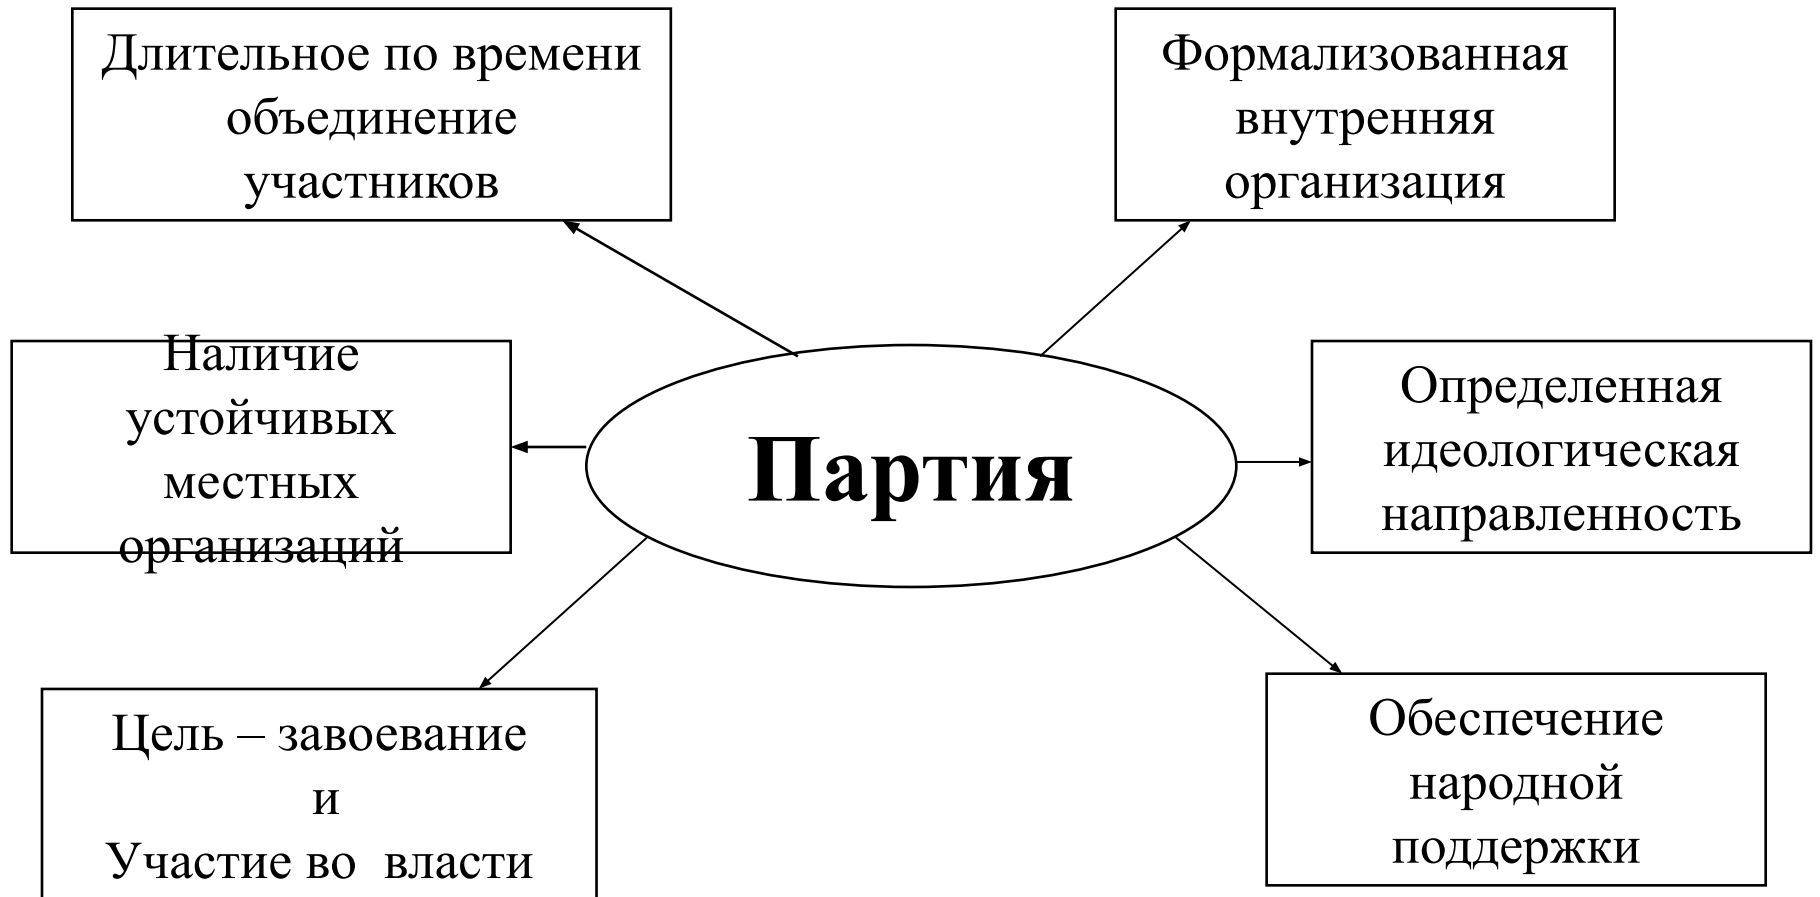 Длительное по времени
объединение
участников
Формализованная
внутренняя
организация
Наличие
устойчивых
местных
организаций
Партия
Определенная
идеологическая
направленность
Цель – завоевание
и
Участие во власти
Обеспечение
народной
поддержки